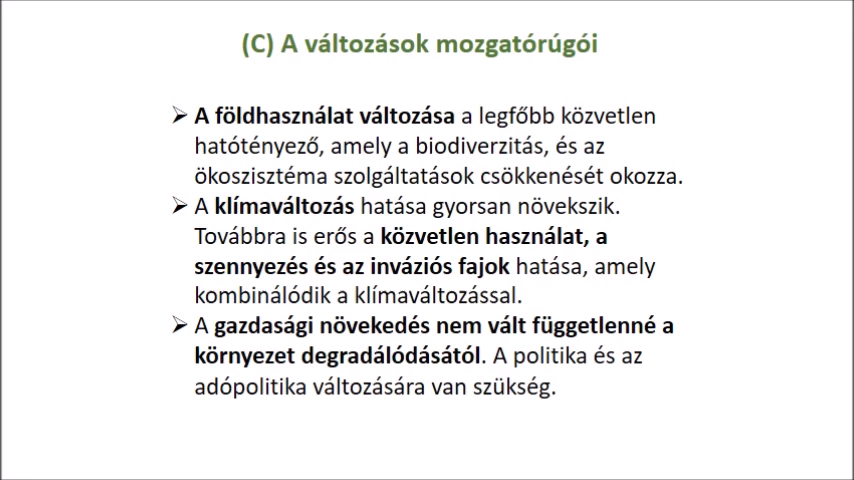 (C) A változások mozgatórúgói
➢ A földhasználat változása a legfőbb közvetlen
hatótényező, amely a biodiverzitás, és az
ökoszisztéma szolgáltatások csökkenését okozza.
➢ A klímaváltozás hatása gyorsan növekszik.
Továbbra is erős a közvetlen használat, a
szennyezés és az inváziós fajok hatása, amely
kombinálódik a klímaváltozással.
➢ A gazdasági növekedés nem vált függetlenné a
környezet degradálódásától. A politika és az
adópolitika változására van szükség.